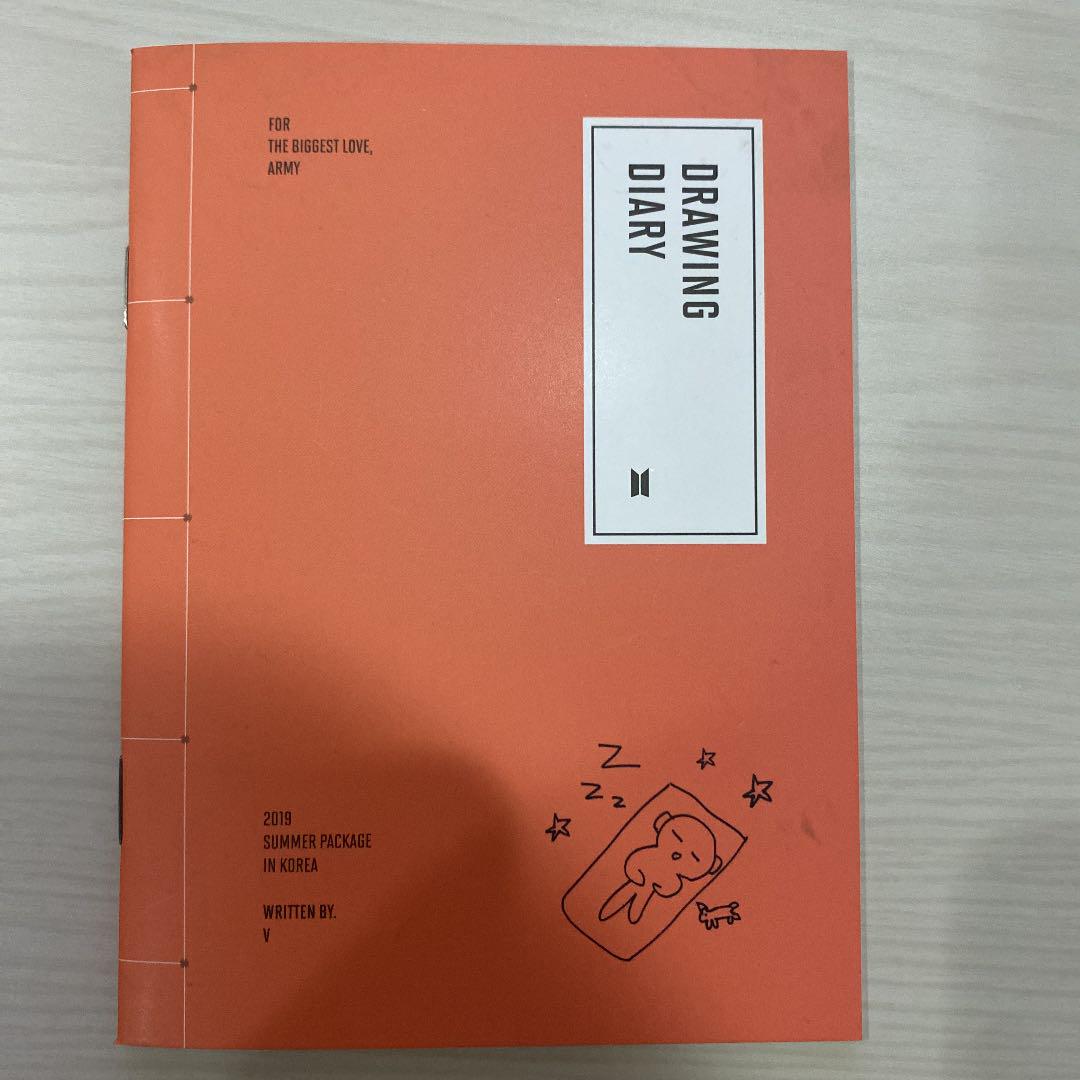 FOR
THE BIGGEST LOVE,
ARMY
DRAWING
DIARY
Z
Z z
2019
SUMMER PACKAGE
IN KOREA
WRITTEN BY.
V